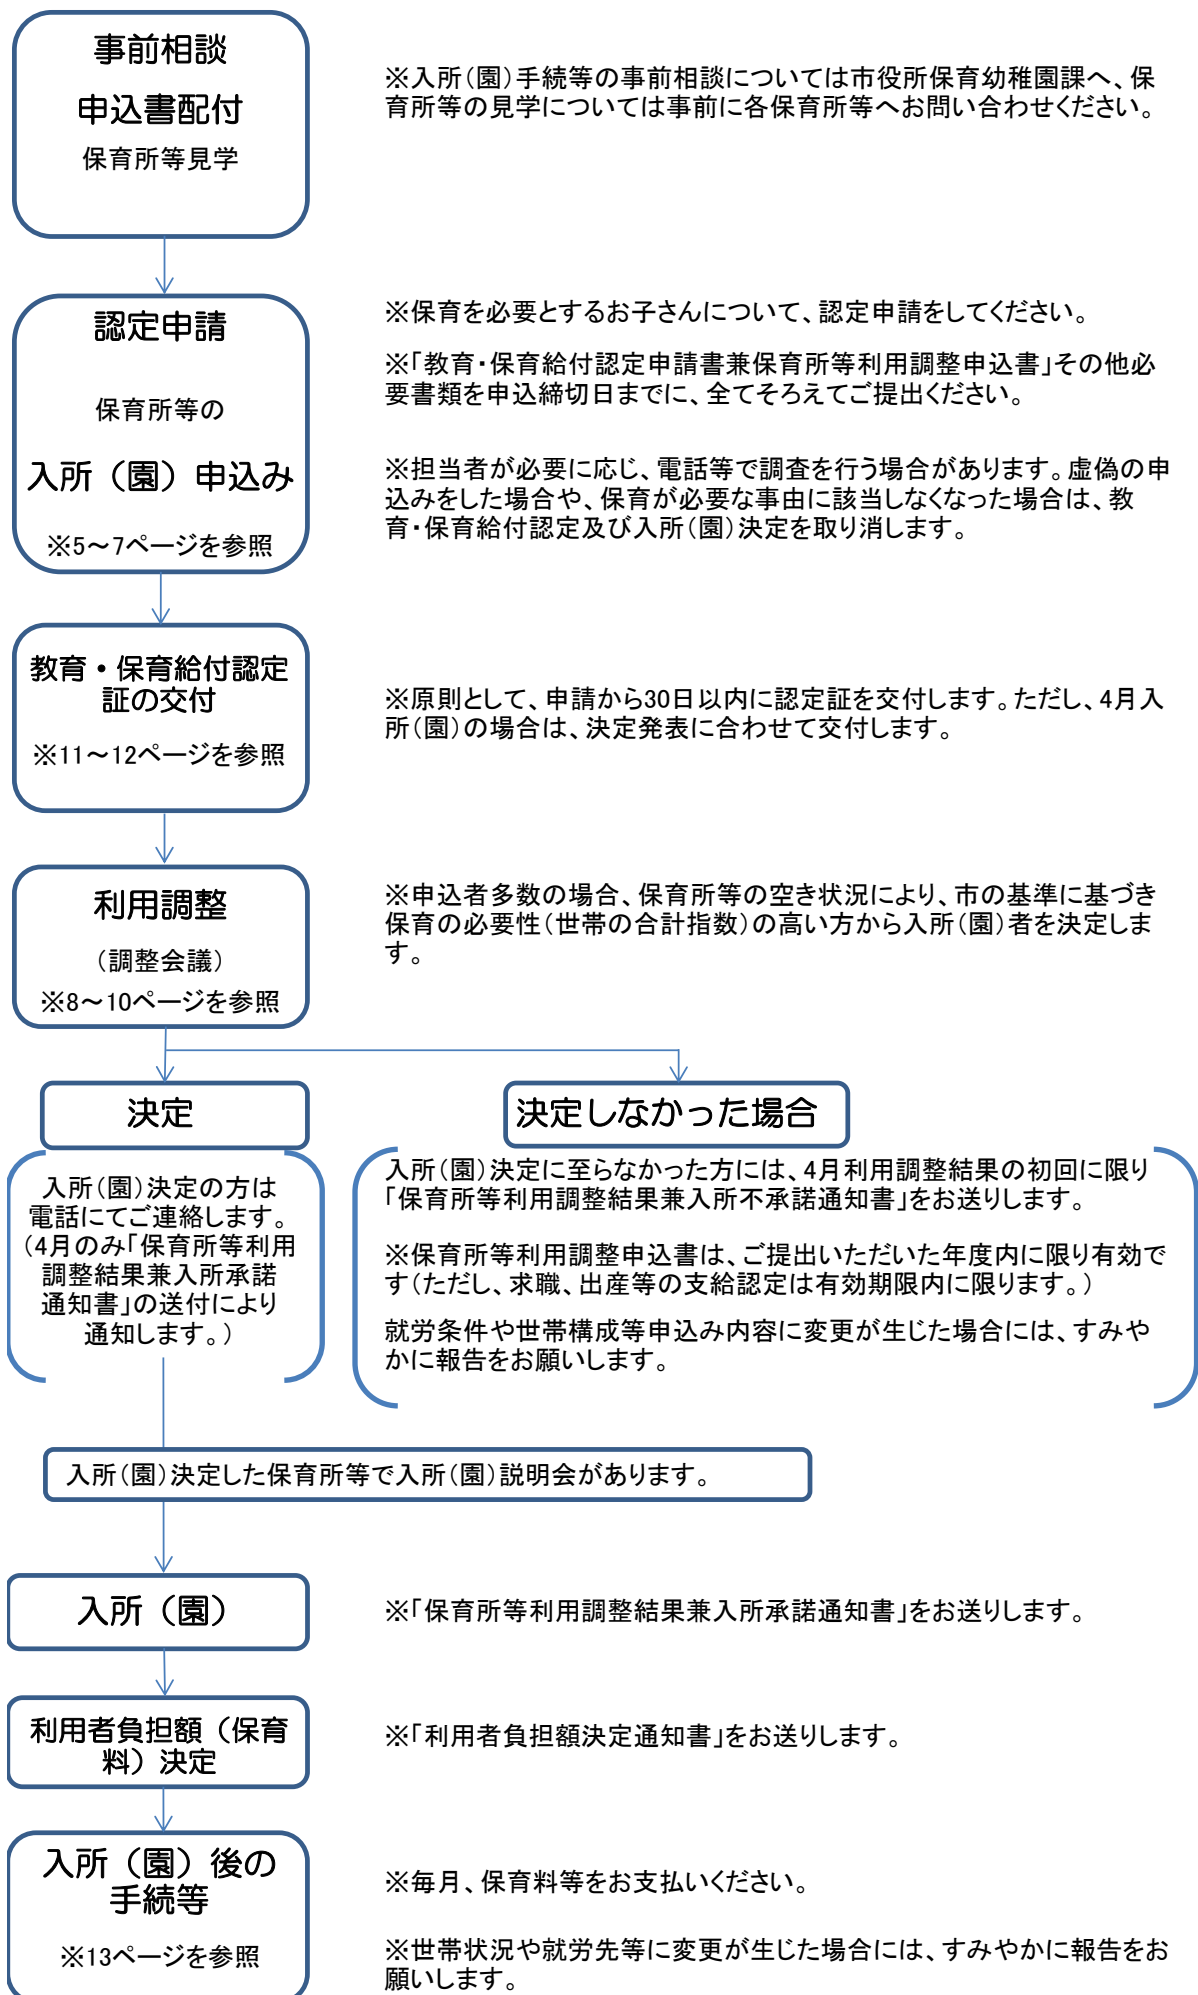 事前相談
申込書配付
保育所等見学
※入所（園）手続等の事前相談については市役所保育幼稚園課へ、保
育所等の見学については事前に各保育所等へお問い合わせください。
認定申請
保育所等の
入所（園）申込み
※5～7ページを参照
※保育を必要とするお子さんについて、認定申請をしてください。
※「教育・保育給付認定申請書兼保育所等利用調整申込書」その他必
要書類を申込締切日までに、全てそろえてご提出ください。
※担当者が必要に応じ、電話等で調査を行う場合があります。虚偽の申
込みをした場合や、保育が必要な事由に該当しなくなった場合は、教
育・保育給付認定及び入所（園）決定を取り消します。
教育・保育給付認定
証の交付
※11～12ページを参照
※原則として、申請から30日以内に認定証を交付します。ただし、4月入
所（園）の場合は、決定発表に合わせて交付します。
利用調整
（調整会議）
※8～10ページを参照
※申込者多数の場合、保育所等の空き状況により、市の基準に基づき
保育の必要性（世帯の合計指数）の高い方から入所（園）者を決定しま
す。
決定
入所（園）決定の方は
電話にてご連絡します。
（4月のみ「保育所等利用
調整結果兼入所承諾
通知書」の送付により
通知します。）
決定しなかった場合
入所（園）決定に至らなかった方には、4月利用調整結果の初回に限り
「保育所等利用調整結果兼入所不承諾通知書」をお送りします。
※保育所等利用調整申込書は、ご提出いただいた年度内に限り有効で
す（ただし、求職、出産等の支給認定は有効期限内に限ります。）
就労条件や世帯構成等申込み内容に変更が生じた場合には、すみや
かに報告をお願いします。
入所（園）決定した保育所等で入所（園）説明会があります。
入所（園）
※「保育所等利用調整結果兼入所承諾通知書」をお送りします。
利用者負担額（保育
料）決定
※「利用者負担額決定通知書」をお送りします。
入所（園）後の
手続等
※13ページを参照
※毎月、保育料等をお支払いください。
※世帯状況や就労先等に変更が生じた場合には、すみやかに報告をお
願いします。